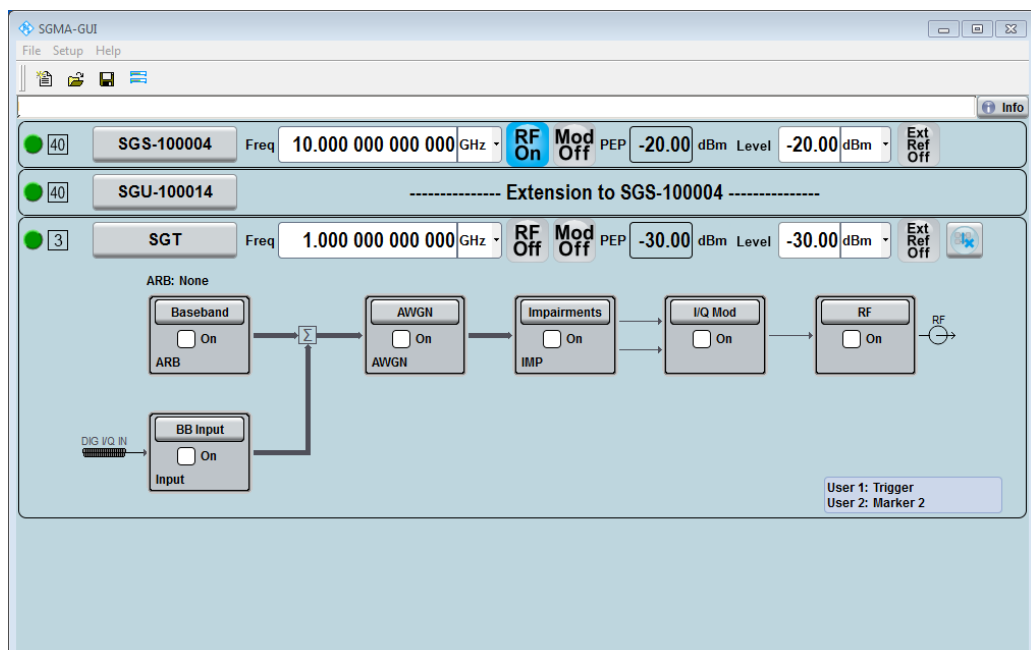 SGMA-GUI
File Setup Help
Info
40 SGS-100004 Freq 10.000 000 000 000 GHz RF On Mod Off PEP -20.00 dBm Level -20.00 dBm Ext Ref Off
40 SGU-100014 --------------- Extension to SGS-100004 ---------------
3 SGT Freq 1.000 000 000 000 GHz RF Off Mod Off PEP -30.00 dBm Level -30.00 dBm Ext Ref Off
ARB: None
Baseband AWGN Impairments I/Q Mod RF
RF
On Σ On On On On
ARB AWGN IMP
BB Input
DIG I/Q IN
On
Input
User 1: Trigger
User 2: Marker 2